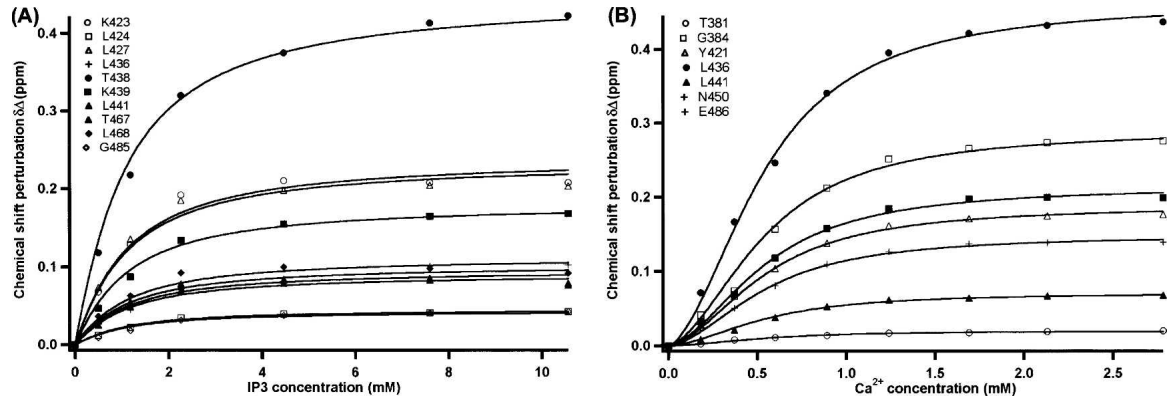 (A)
Chemical shift perturbation δΔ(ppm)
0.4
0.3
0.2
0.1
0.0
K423
L424
L427
L436
T438
K439
L441
T467
L468
G485
0
2
4
6
8
10
IP3 concentration (mM)
(B)
Chemical shift perturbation δΔ(ppm)
0.4
0.3
0.2
0.1
0.0
T381
G384
Y421
L436
L441
N450
E486
0.0
0.5
1.0
1.5
2.0
2.5
Ca²⁺ concentration (mM)